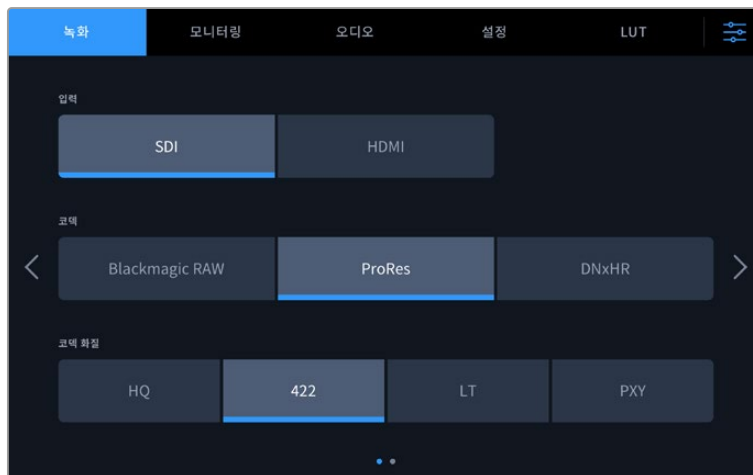 녹화 모니터링 오디오 설정 LUT
입력
SDI HDMI
코덱
Blackmagic RAW ProRes DNxHR
코덱 화질
HQ 422 LT PXY